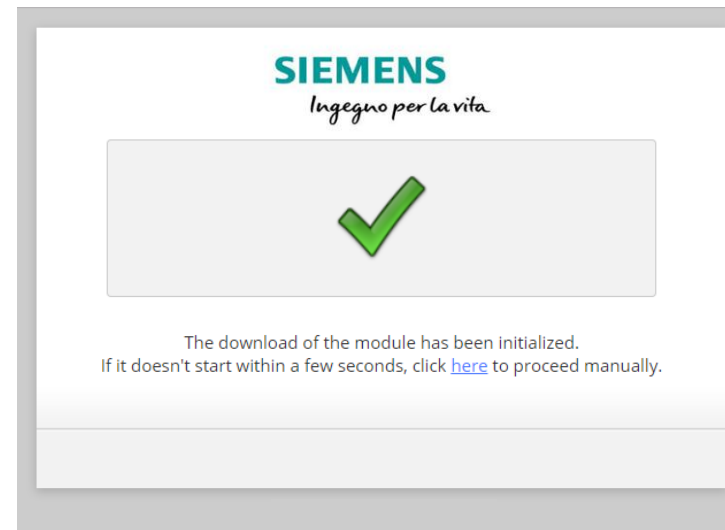 SIEMENS
Ingegno per la vita
The download of the module has been initialized.
If it doesn't start within a few seconds, click here to proceed manually.